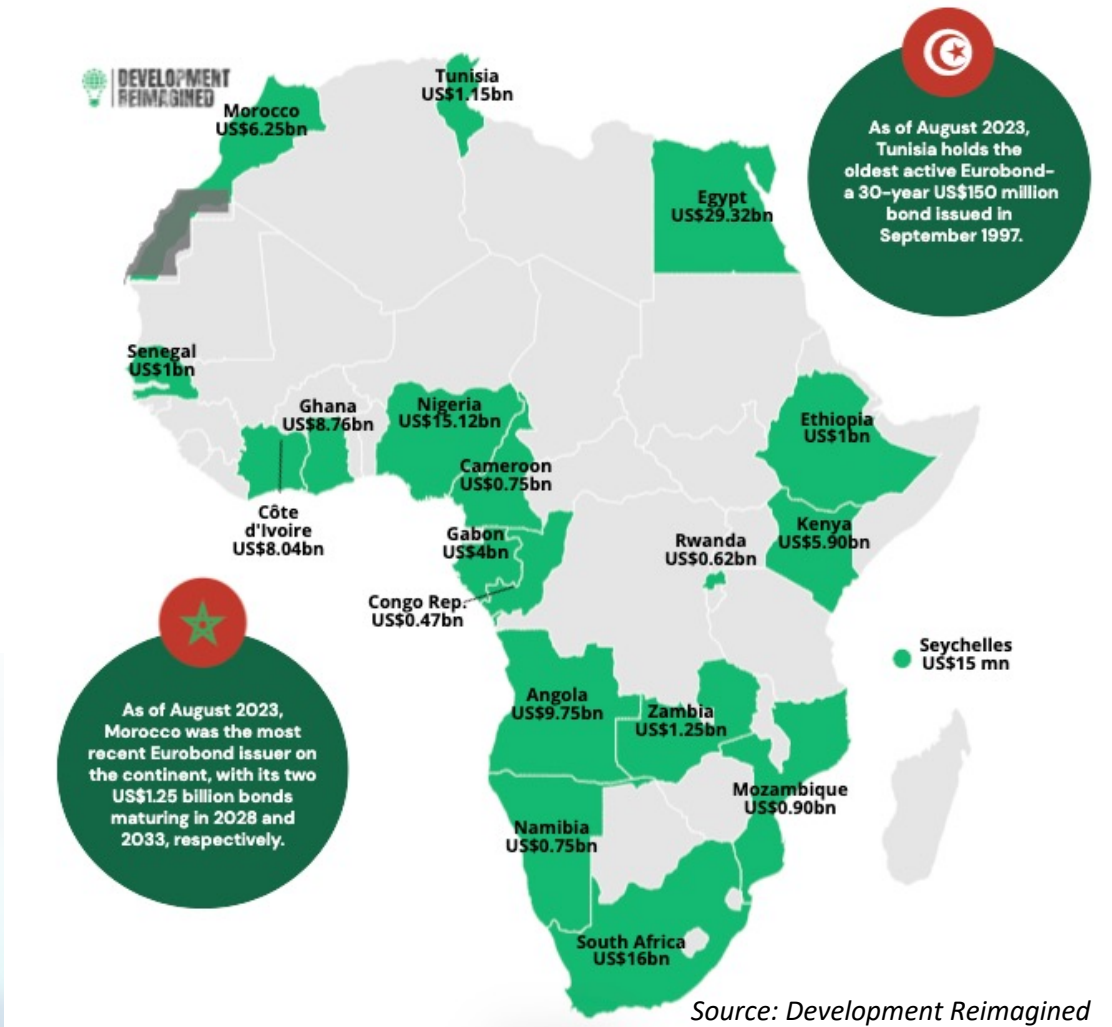 DEVELOPMENT
REIMAGINED
Morocco
US$6.25bn
Tunisia
US$1.15bn
Egypt
US$29.32bn
As of August 2023,
Tunisia holds the
oldest active Eurobond-
a 30-year US$150 million
bond issued in
September 1997.
Senegal
US$1bn
Ghana
US$8.76bn
Nigeria
US$15.12bn
Cameroon
US$0.75bn
Ethiopia
US$1bn
Côte
d'Ivoire
US$8.04bn
Gabon
US$4bn
Rwanda
US$0.62bn
Kenya
US$5.90bn
Congo Rep.
US$0.47bn
Seychelles
US$15 mn
As of August 2023,
Morocco was the most
recent Eurobond issuer on
the continent, with its two
US$1.25 billion bonds
maturing in 2028 and
2033, respectively.
Angola
US$9.75bn
Zambia
US$1.25bn
Mozambique
US$0.90bn
Namibia
US$0.75bn
South Africa
US$16bn
Source: Development Reimagined